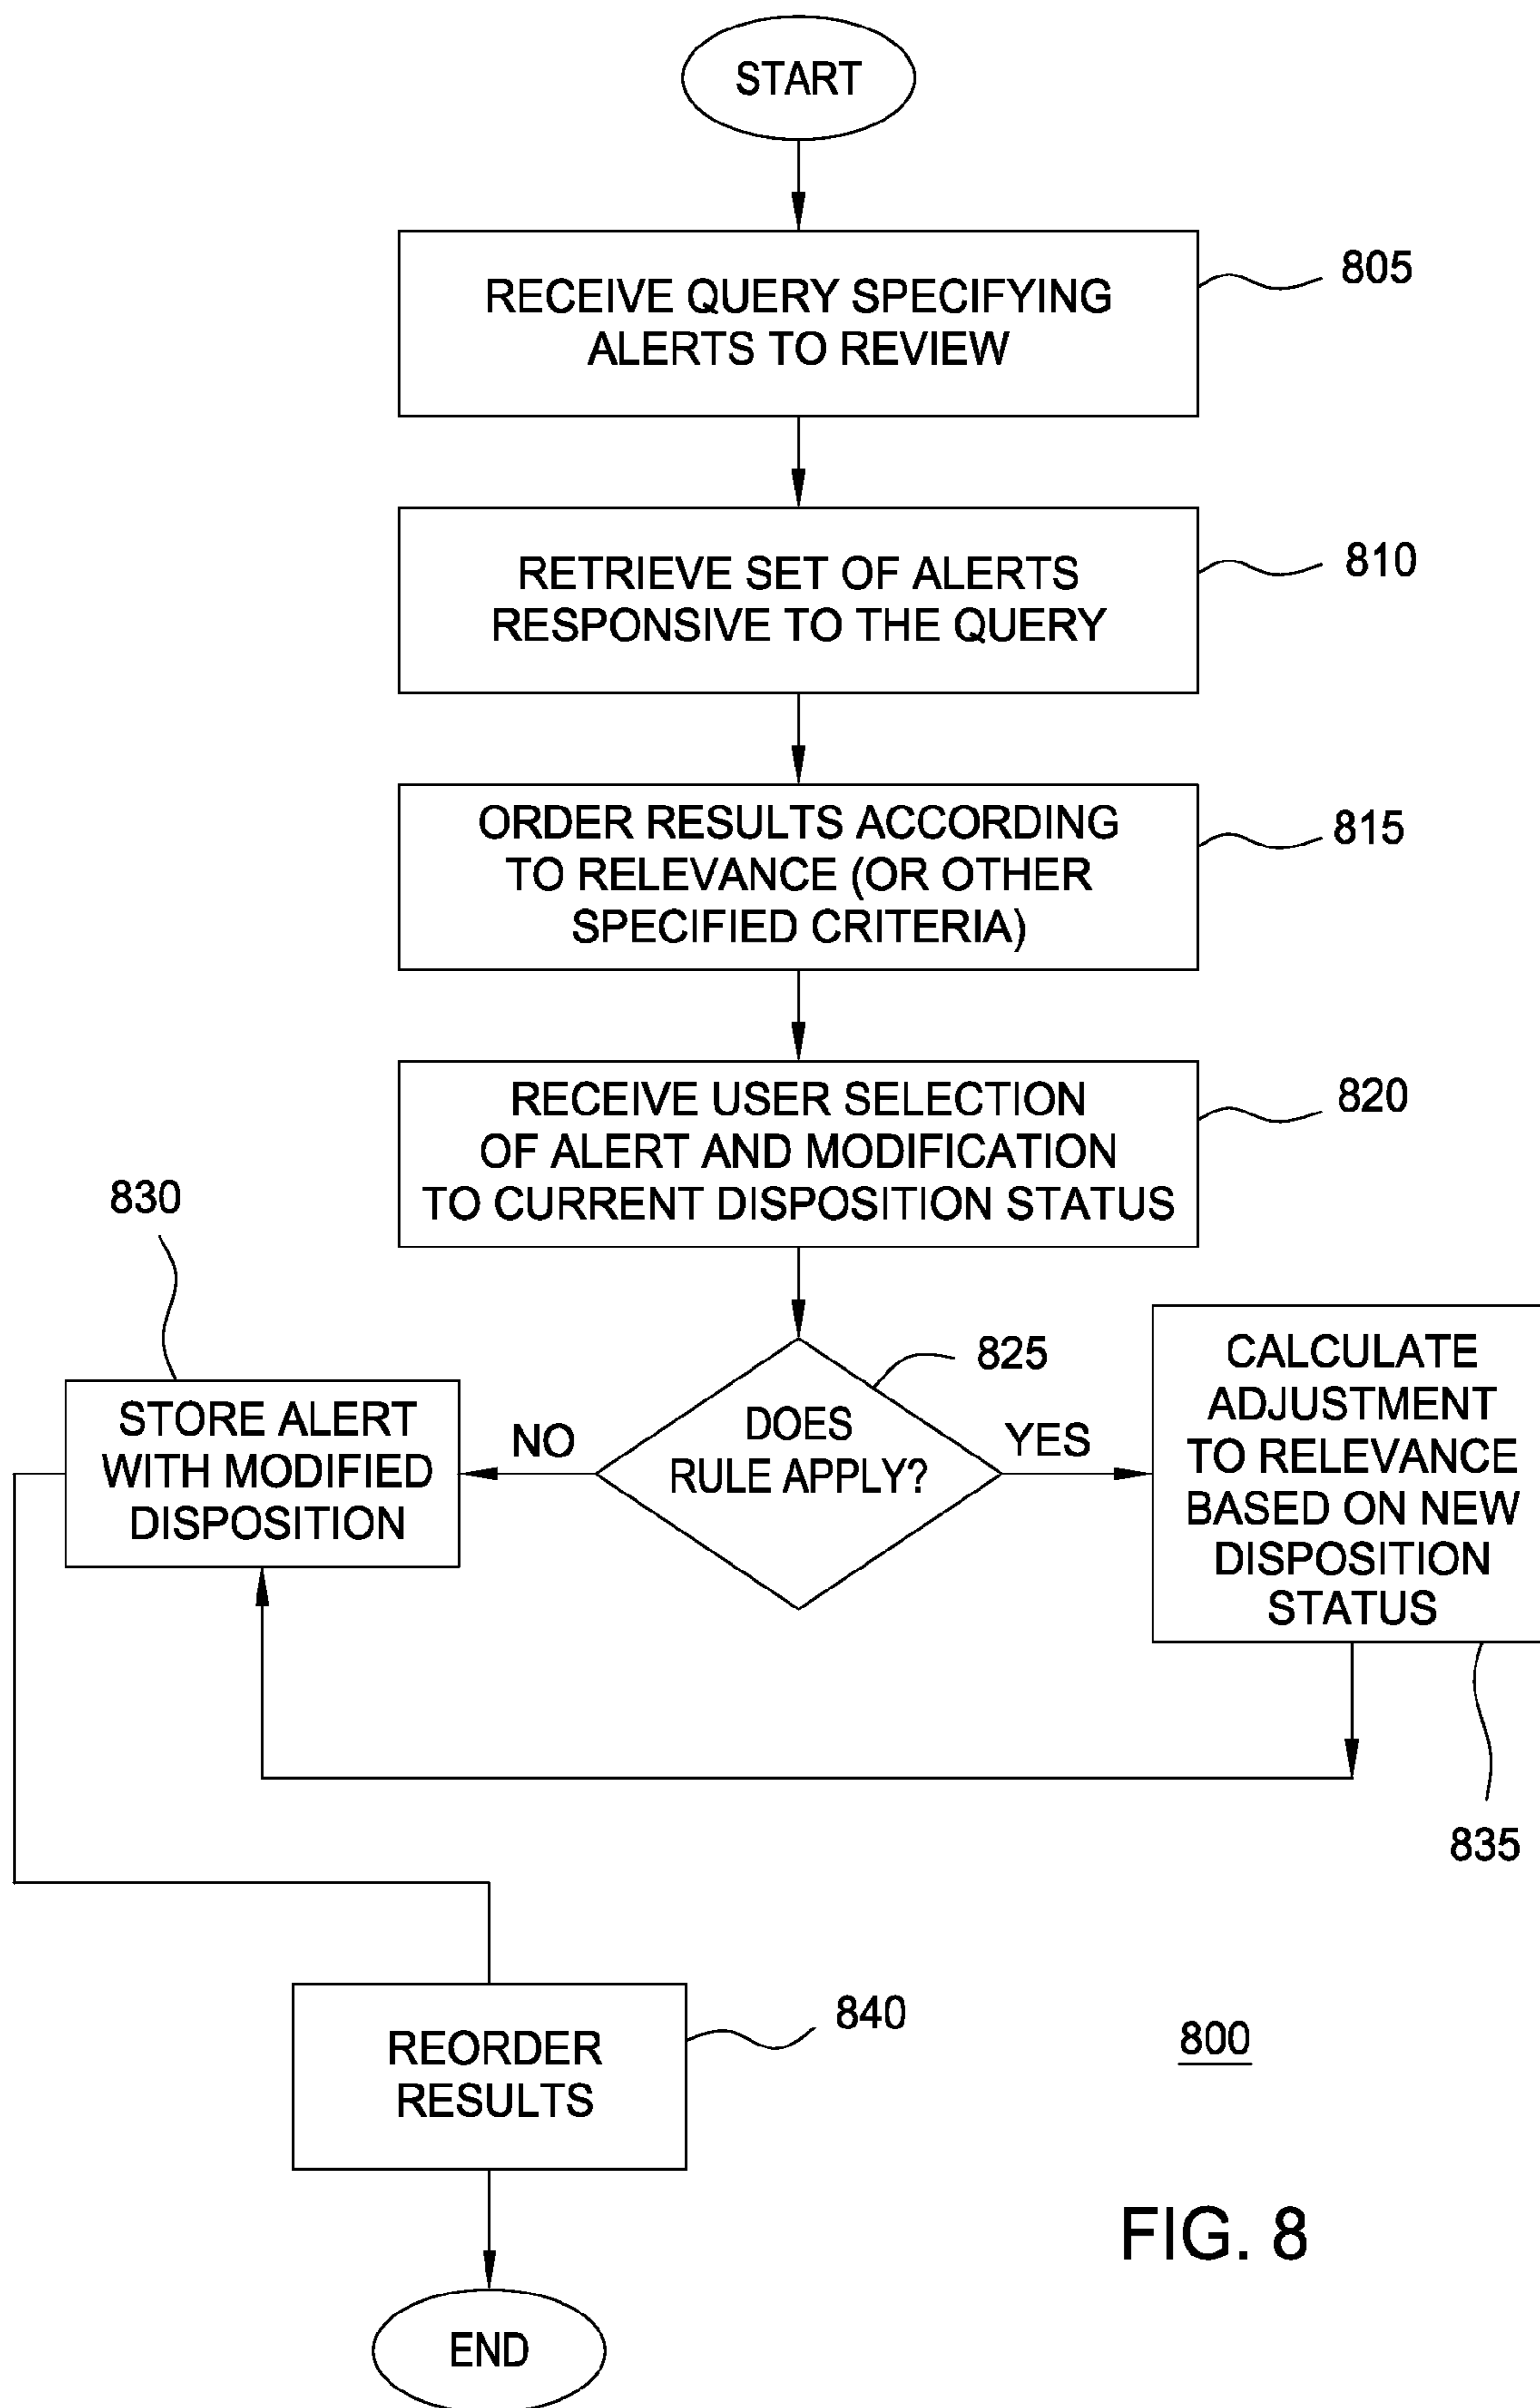 START
RECEIVE QUERY SPECIFYING
ALERTS TO REVIEW
805
RETRIEVE SET OF ALERTS
RESPONSIVE TO THE QUERY
810
ORDER RESULTS ACCORDING
TO RELEVANCE (OR OTHER
SPECIFIED CRITERIA)
815
RECEIVE USER SELECTION
OF ALERT AND MODIFICATION
TO CURRENT DISPOSITION STATUS
820
DOES
RULE APPLY?
825
NO
YES
830
STORE ALERT
WITH MODIFIED
DISPOSITION
CALCULATE
ADJUSTMENT
TO RELEVANCE
BASED ON NEW
DISPOSITION
STATUS
835
REORDER
RESULTS
840
800
END
FIG. 8